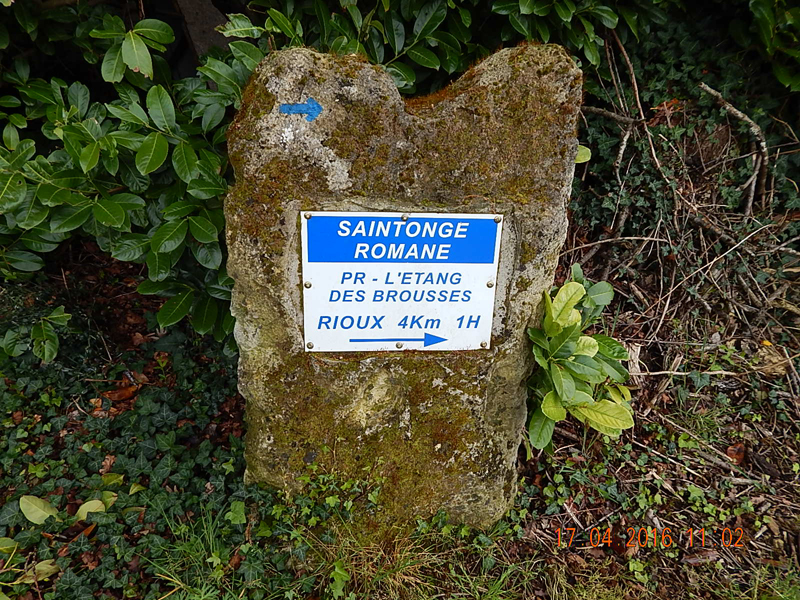 SAINTONGE
ROMANE
PR - L'ETANG
DES BROUSSES
RIOUX 4Km 1H
17 04 2016 11 02